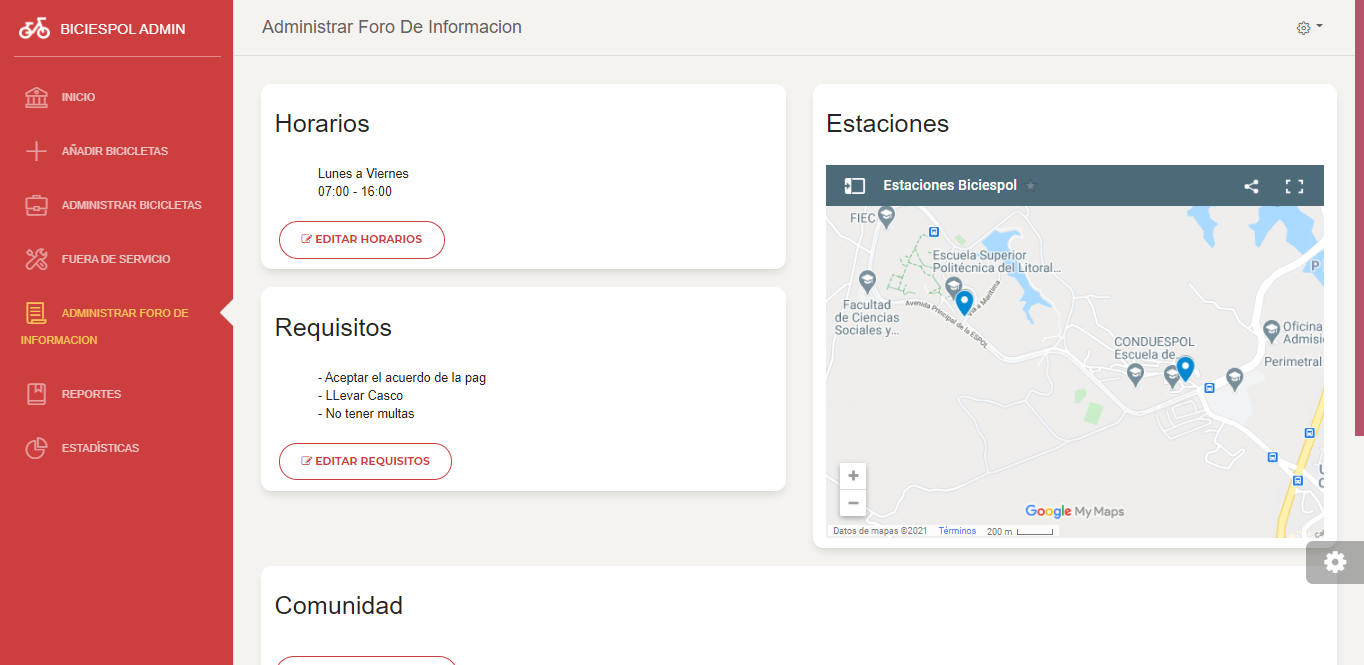 BICIESPOL ADMIN
INICIO
AÑADIR BICICLETAS
ADMINISTRAR BICICLETAS
FUERA DE SERVICIO
ADMINISTRAR FORO DE
INFORMACION
REPORTES
ESTADÍSTICAS
Administrar Foro De Informacion
Horarios
Lunes a Viernes
07:00 - 16:00
EDITAR HORARIOS
Requisitos
- Aceptar el acuerdo de la pag
- LLevar Casco
- No tener multas
EDITAR REQUISITOS
Estaciones
Estaciones Biciespol
FIEC
Escuela Superior
Politécnica del Litoral...
Facultad
de Ciencias
Sociales y...
Avenida Principal de la ESPOL
Vía a Marítima
CONDUESPOL
Escuela de
Oficina
Admisi
Perimetral
P
+
−
Google My Maps
Datos de mapas ©2021
Términos
200 m
Comunidad